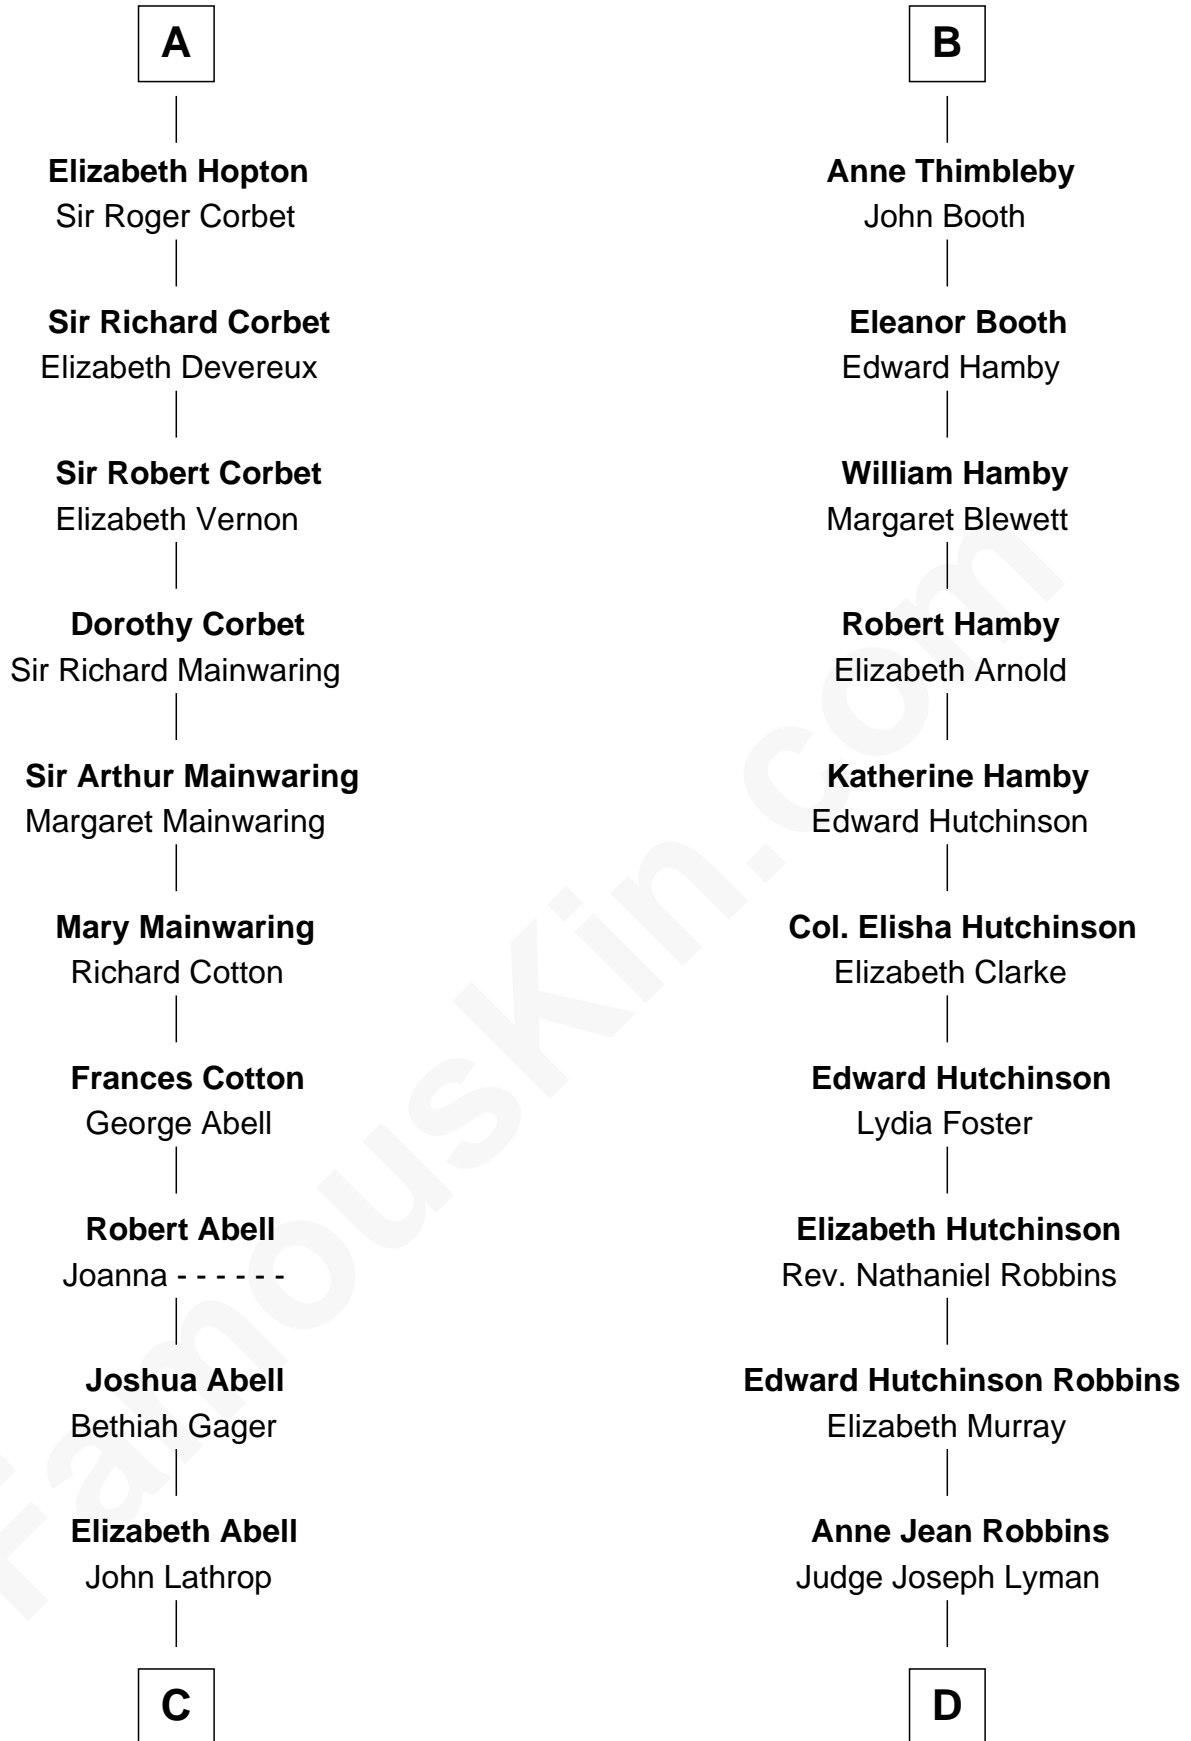 A
Elizabeth Hopton
Sir Roger Corbet
Sir Richard Corbet
Elizabeth Devereux
Sir Robert Corbet
Elizabeth Vernon
Dorothy Corbet
Sir Richard Mainwaring
Sir Arthur Mainwaring
Margaret Mainwaring
Mary Mainwaring
Richard Cotton
Frances Cotton
George Abell
Robert Abell
Joanna - - - - - -
Joshua Abell
Bethiah Gager
Elizabeth Abell
John Lathrop
C
B
Anne Thimbleby
John Booth
Eleanor Booth
Edward Hamby
William Hamby
Margaret Blewett
Robert Hamby
Elizabeth Arnold
Katherine Hamby
Edward Hutchinson
Col. Elisha Hutchinson
Elizabeth Clarke
Edward Hutchinson
Lydia Foster
Elizabeth Hutchinson
Rev. Nathaniel Robbins
Edward Hutchinson Robbins
Elizabeth Murray
Anne Jean Robbins
Judge Joseph Lyman
D
FamousKin.com